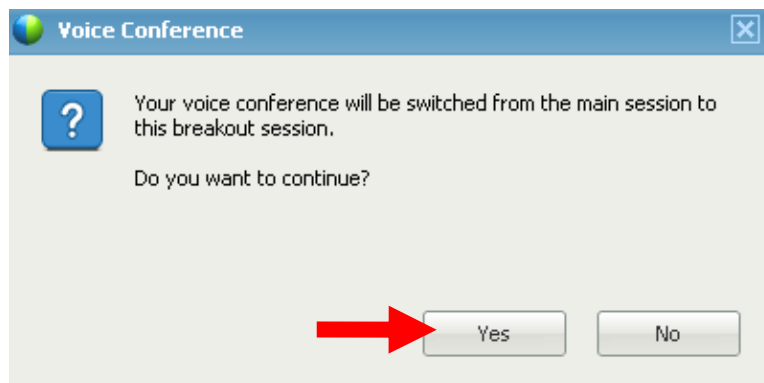 Voice Conference
Your voice conference will be switched from the main session to
this breakout session.
Do you want to continue?
Yes No